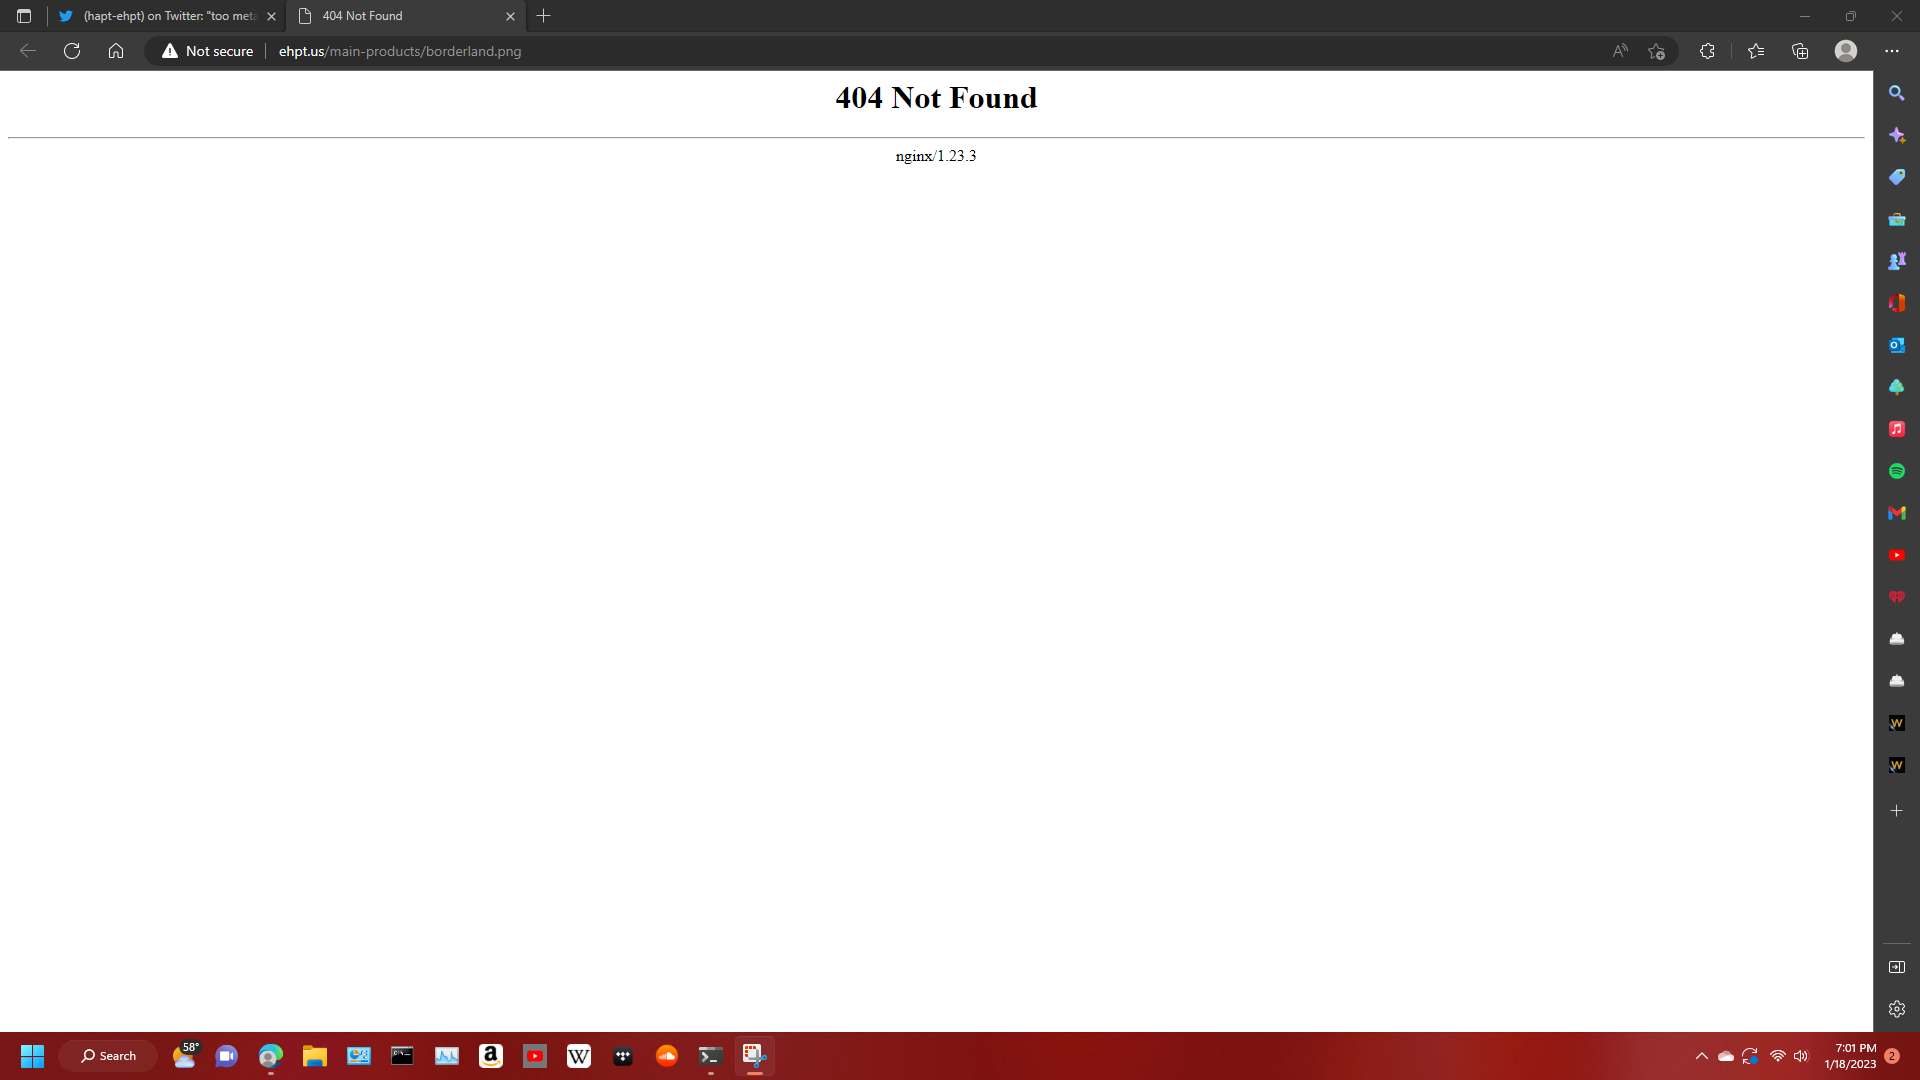 (hapt-ehpt) on Twitter: "too meta
404 Not Found
Not secure
ehpt.us/main-products/borderland.png
404 Not Found
nginx/1.23.3
58°
Search
7:01 PM
1/18/2023
2